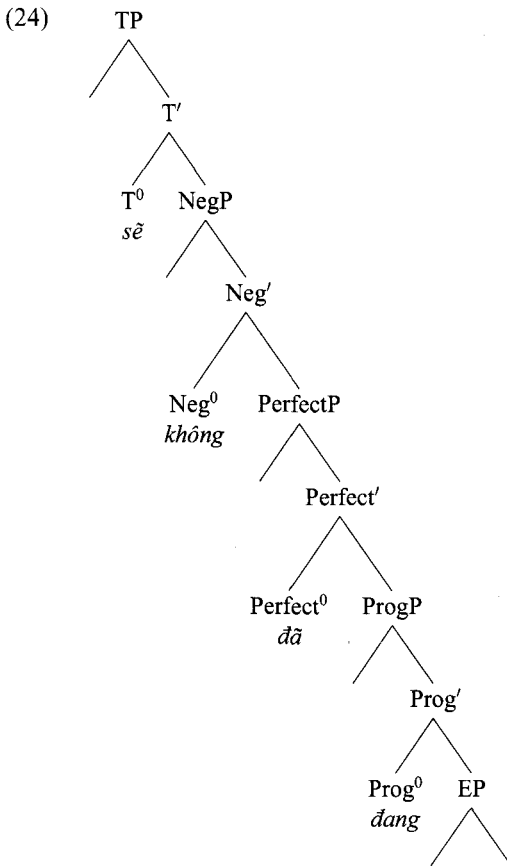 (24) TP
T′
T⁰ NegP
sẽ
Neg′
Neg⁰ PerfectP
không
Perfect′
Perfect⁰ ProgP
đã
Prog′
Prog⁰ EP
đang